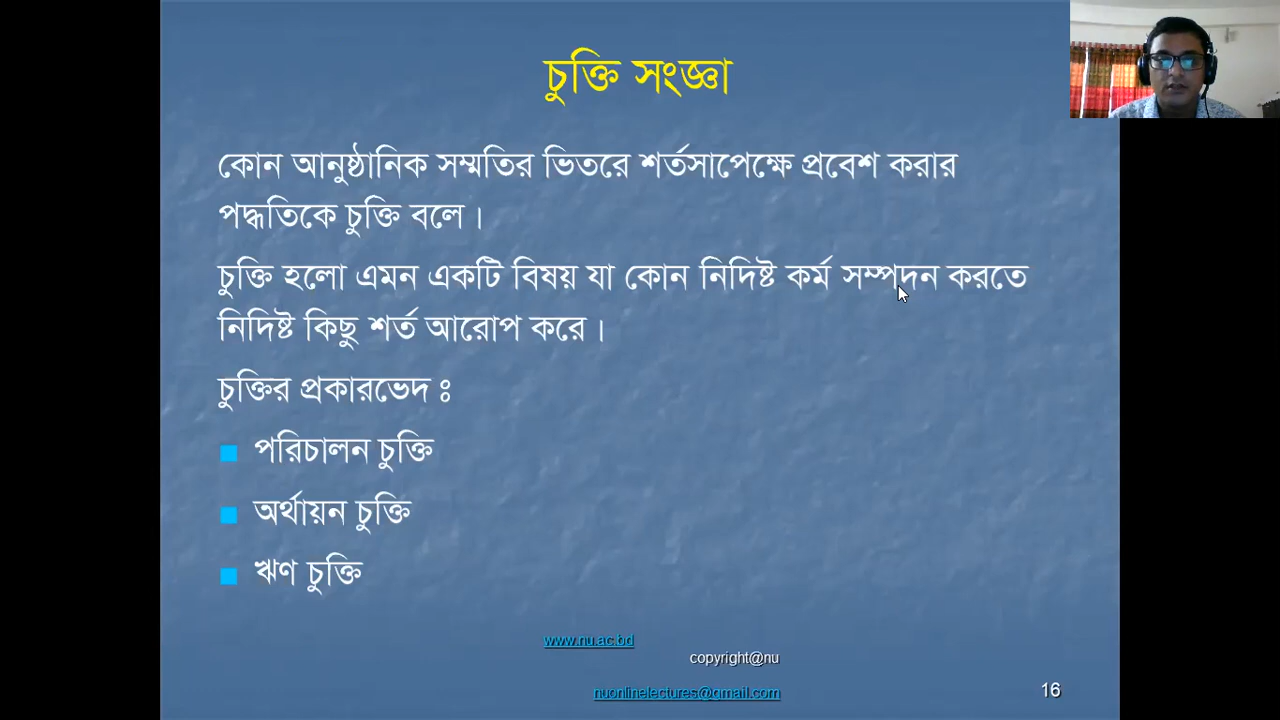 চুক্তি সংজ্ঞা
কোন আনুষ্ঠানিক সম্মতির ভিতরে শর্তসাপেক্ষে প্রবেশ করার
পদ্ধতিকে চুক্তি বলে।
চুক্তি হলো এমন একটি বিষয় যা কোন নিদিষ্ট কর্ম সম্পদন করতে
নিদিষ্ট কিছু শর্ত আরোপ করে।
চুক্তির প্রকারভেদ ঃ
পরিচালন চুক্তি
অর্থায়ন চুক্তি
ঋণ চুক্তি
www.nu.ac.bd
copyright@nu
nuonlinelectures@gmail.com
16